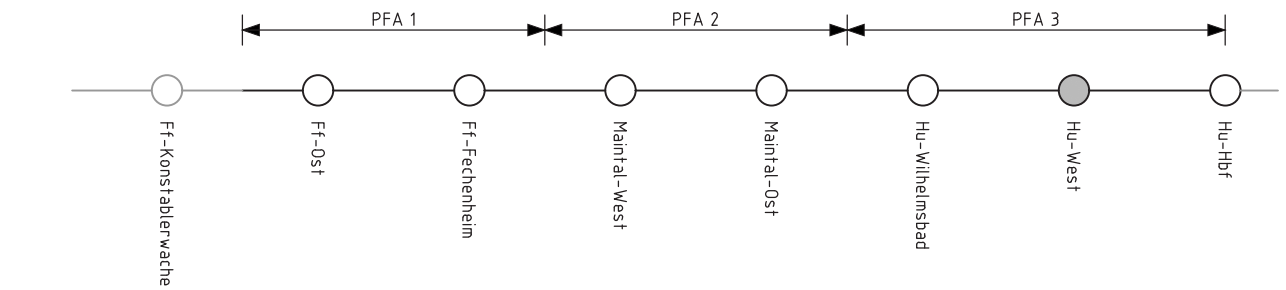 PFA 1
PFA 2
PFA 3
Ff-Konstablerwache
Ff-Ost
Ff-Fechenheim
Maintal-West
Maintal-Ost
Hu-Wilhelmsbad
Hu-West
Hu-Hbf